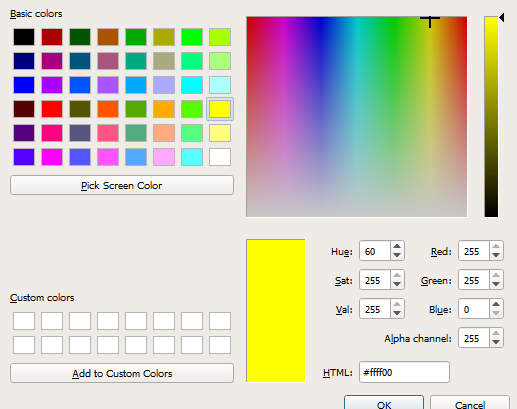 Basic colors
Pick Screen Color
Hue: 60 Red: 255
Sat: 255 Green: 255
Custom colors
Val: 255 Blue: 0
Alpha channel: 255
Add to Custom Colors
HTML: #ffff00
OK Cancel